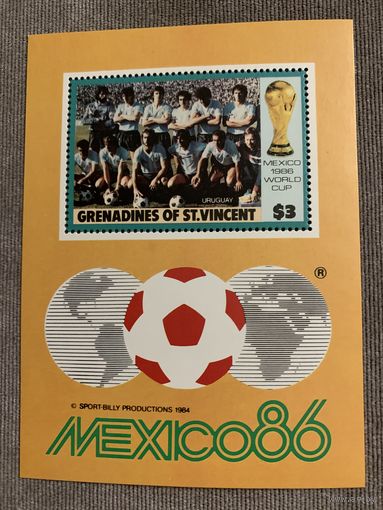 URUGUAY
GRENADINES OF ST.VINCENT
MEXICO
1986
WORLD
CUP
$3
®
© SPORT-BILLY PRODUCTIONS 1984
MEXICO86